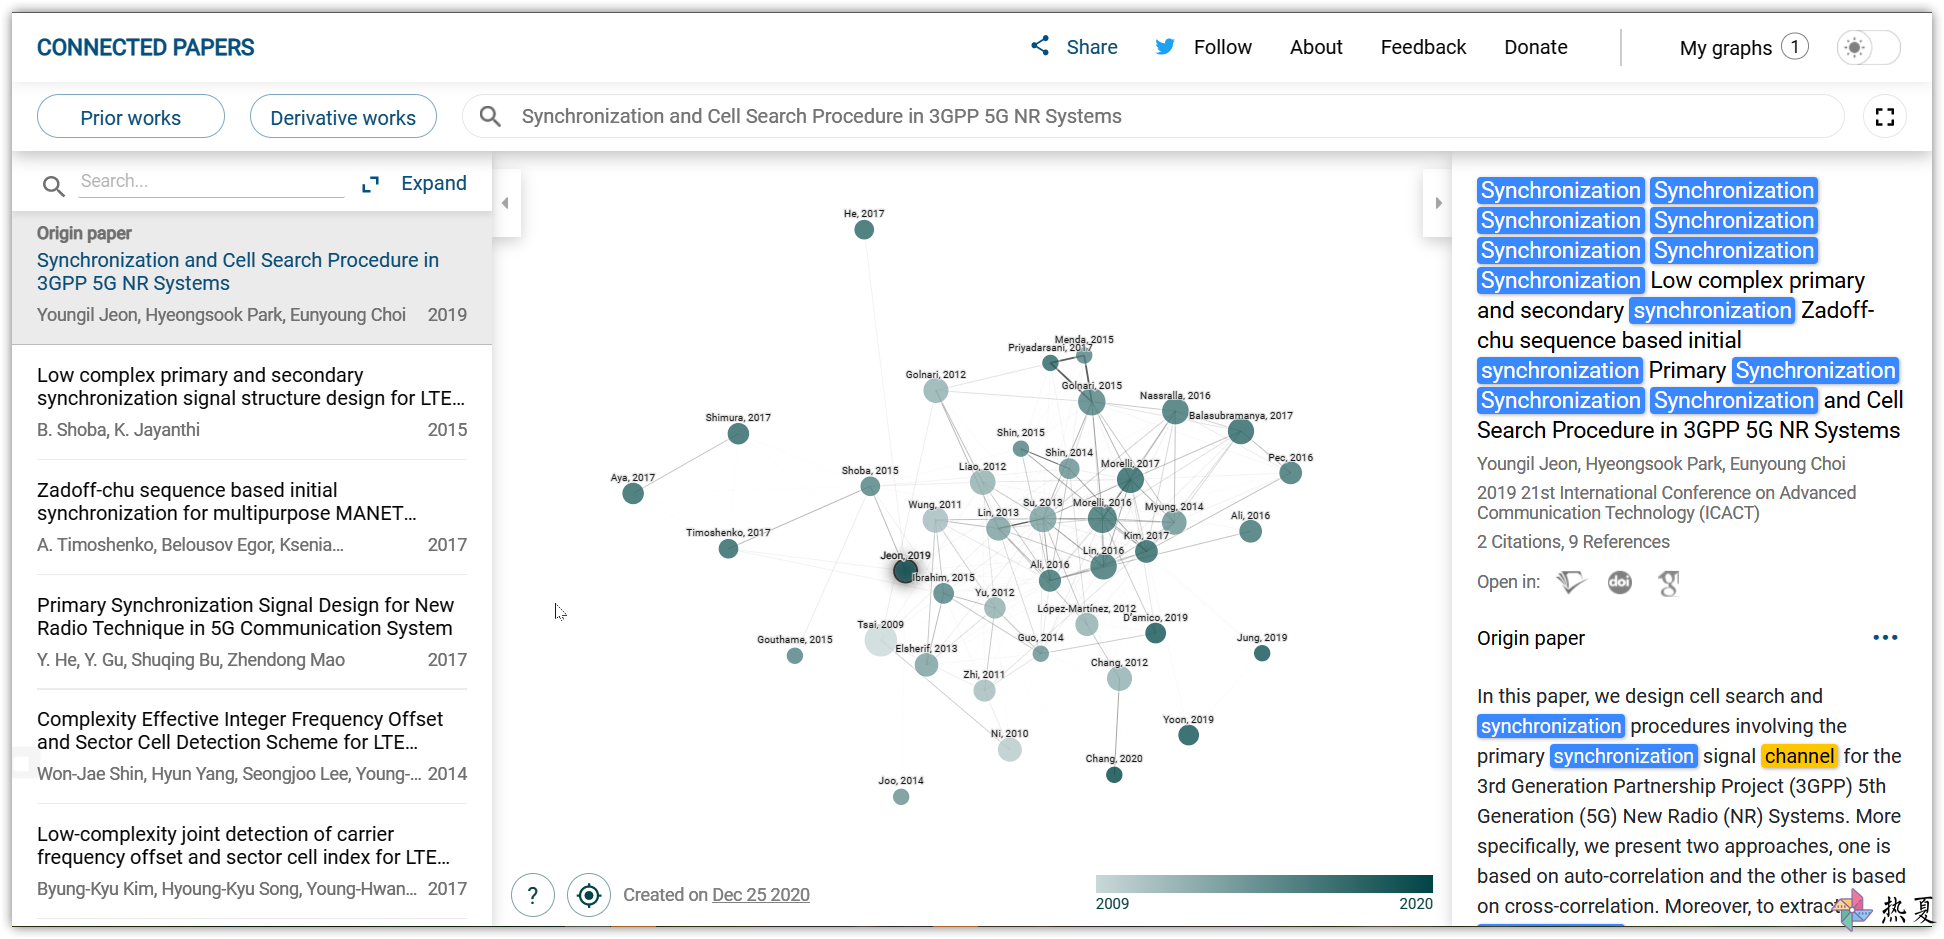 CONNECTED PAPERS
Share
Follow
About
Feedback
Donate
My graphs 1
Prior works
Derivative works
Synchronization and Cell Search Procedure in 3GPP 5G NR Systems
Search...
Expand
Origin paper
Synchronization and Cell Search Procedure in
3GPP 5G NR Systems
Youngil Jeon, Hyeongsook Park, Eunyoung Choi 2019
Low complex primary and secondary
synchronization signal structure design for LTE...
B. Shoba, K. Jayanthi 2015
Zadoff-chu sequence based initial
synchronization for multipurpose MANET...
A. Timoshenko, Belousov Egor, Ksenia... 2017
Primary Synchronization Signal Design for New
Radio Technique in 5G Communication System
Y. He, Y. Gu, Shuqing Bu, Zhendong Mao 2017
Complexity Effective Integer Frequency Offset
and Sector Cell Detection Scheme for LTE...
Won-Jae Shin, Hyun Yang, Seongjoo Lee, Young-... 2014
Low-complexity joint detection of carrier
frequency offset and sector cell index for LTE...
Byung-Kyu Kim, Hyoung-Kyu Song, Young-Hwan... 2017
He, 2017
Menda, 2015
Priyadarsani, 2017
Golnari, 2012
Golnari, 2015
Nassralla, 2016
Balasubramanya, 2017
Shimura, 2017
Shin, 2015
Shin, 2014
Pec, 2016
Morelli, 2017
Liao, 2012
Shoba, 2015
Aya, 2017
Wung, 2011
Su, 2013
Morelli, 2016
Myung, 2014
Lin, 2013
Ali, 2016
Timoshenko, 2017
Kim, 2017
Jeon, 2019
Lin, 2016
Ali, 2016
Ibrahim, 2015
Yu, 2012
López-Martínez, 2012
D'amico, 2019
Tsai, 2009
Gouthame, 2015
Guo, 2014
Jung, 2019
Elsherif, 2013
Chang, 2012
Zhi, 2011
Yoon, 2019
Ni, 2010
Chang, 2020
Joo, 2014
?
Created on Dec 25 2020
2009
2020
Synchronization Synchronization
Synchronization Synchronization
Synchronization Synchronization
Synchronization Low complex primary
and secondary synchronization Zadoff-
chu sequence based initial
synchronization Primary Synchronization
Synchronization Synchronization and Cell
Search Procedure in 3GPP 5G NR Systems
Youngil Jeon, Hyeongsook Park, Eunyoung Choi
2019 21st International Conference on Advanced
Communication Technology (ICACT)
2 Citations, 9 References
Open in: doi g
Origin paper
In this paper, we design cell search and
synchronization procedures involving the
primary synchronization signal channel for the
3rd Generation Partnership Project (3GPP) 5th
Generation (5G) New Radio (NR) Systems. More
specifically, we present two approaches, one is
based on auto-correlation and the other is based
on cross-correlation. Moreover, to extrac
热夏